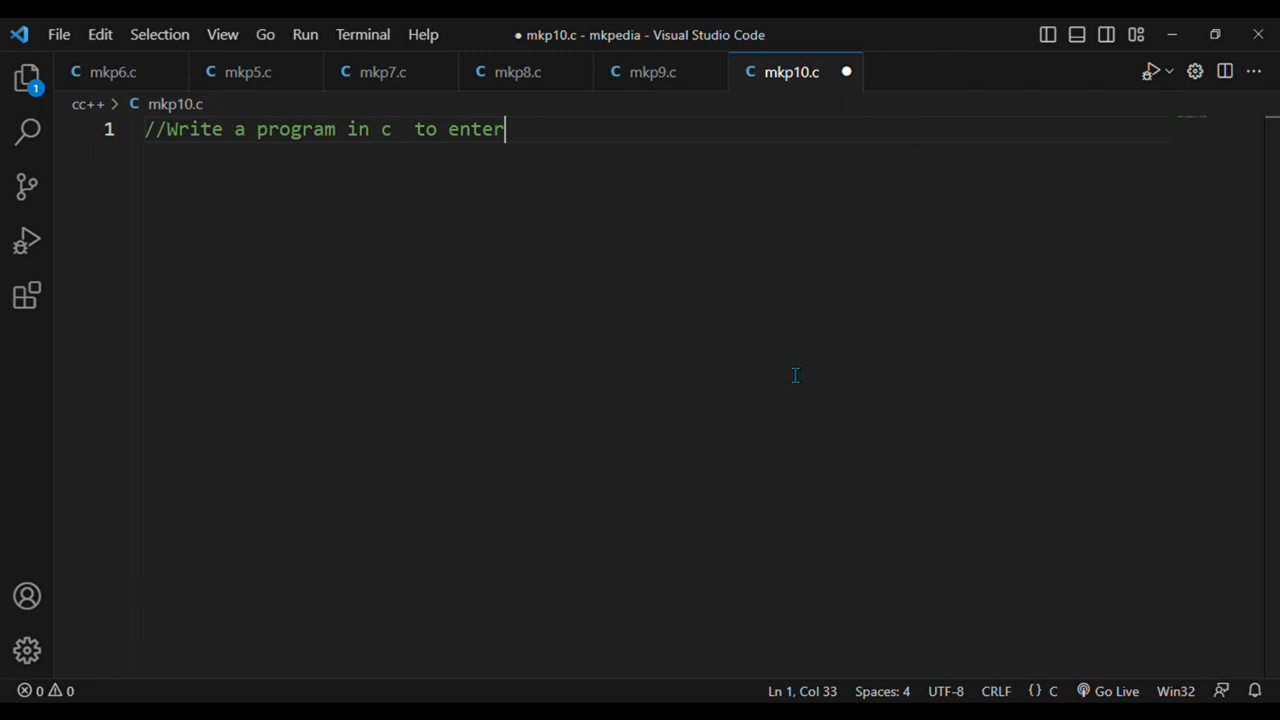 File Edit Selection View Go Run Terminal Help ● mkp10.c - mkpedia - Visual Studio Code
C mkp6.c C mkp5.c C mkp7.c C mkp8.c C mkp9.c C mkp10.c ●
cc++ > C mkp10.c
1 //Write a program in c  to enter
1
0 0 Ln 1, Col 33 Spaces: 4 UTF-8 CRLF {} C Go Live Win32